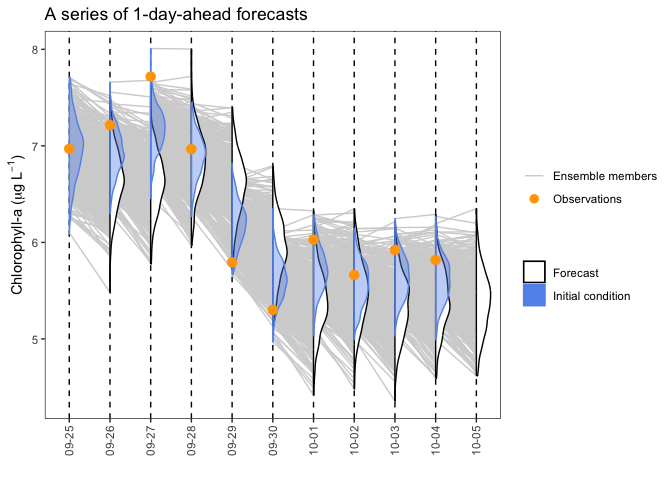 A series of 1-day-ahead forecasts
Chlorophyll-a (μg L⁻¹)
8
7
6
5
09-25
09-26
09-27
09-28
09-29
09-30
10-01
10-02
10-03
10-04
10-05
Ensemble members
Observations
Forecast
Initial condition